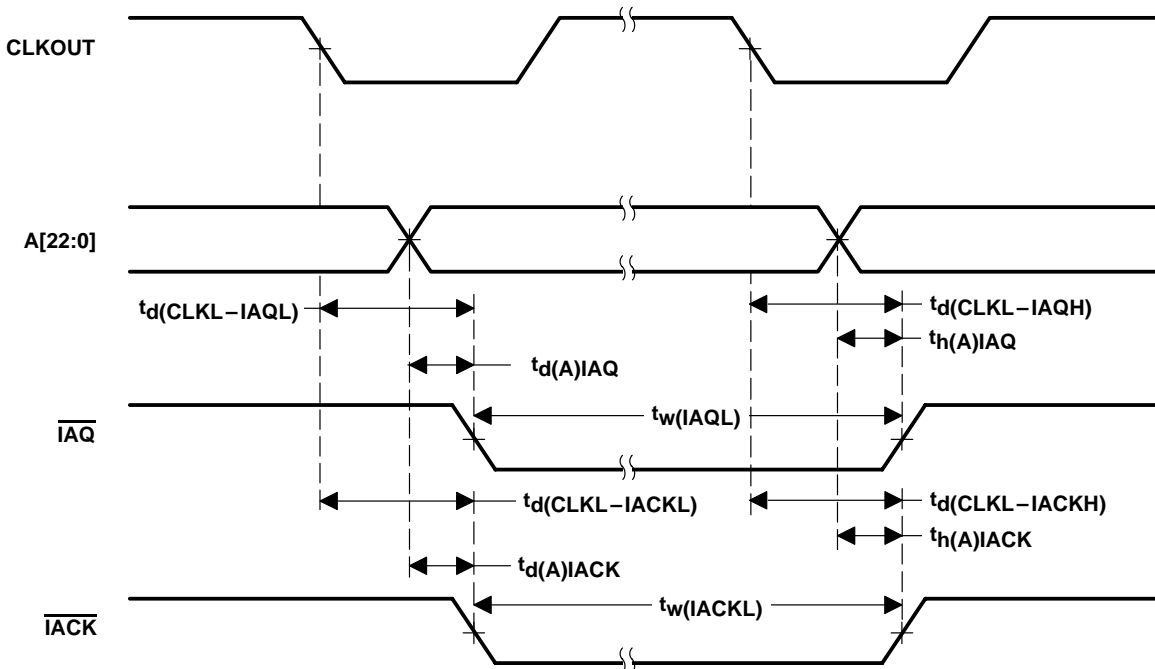 CLKOUT
A[22:0]
td(CLKL–IAQL)
td(CLKL–IAQH)
th(A)IAQ
td(A)IAQ
IAQ
tw(IAQL)
td(CLKL–IACKL)
td(CLKL–IACKH)
th(A)IACK
td(A)IACK
IACK
tw(IACKL)